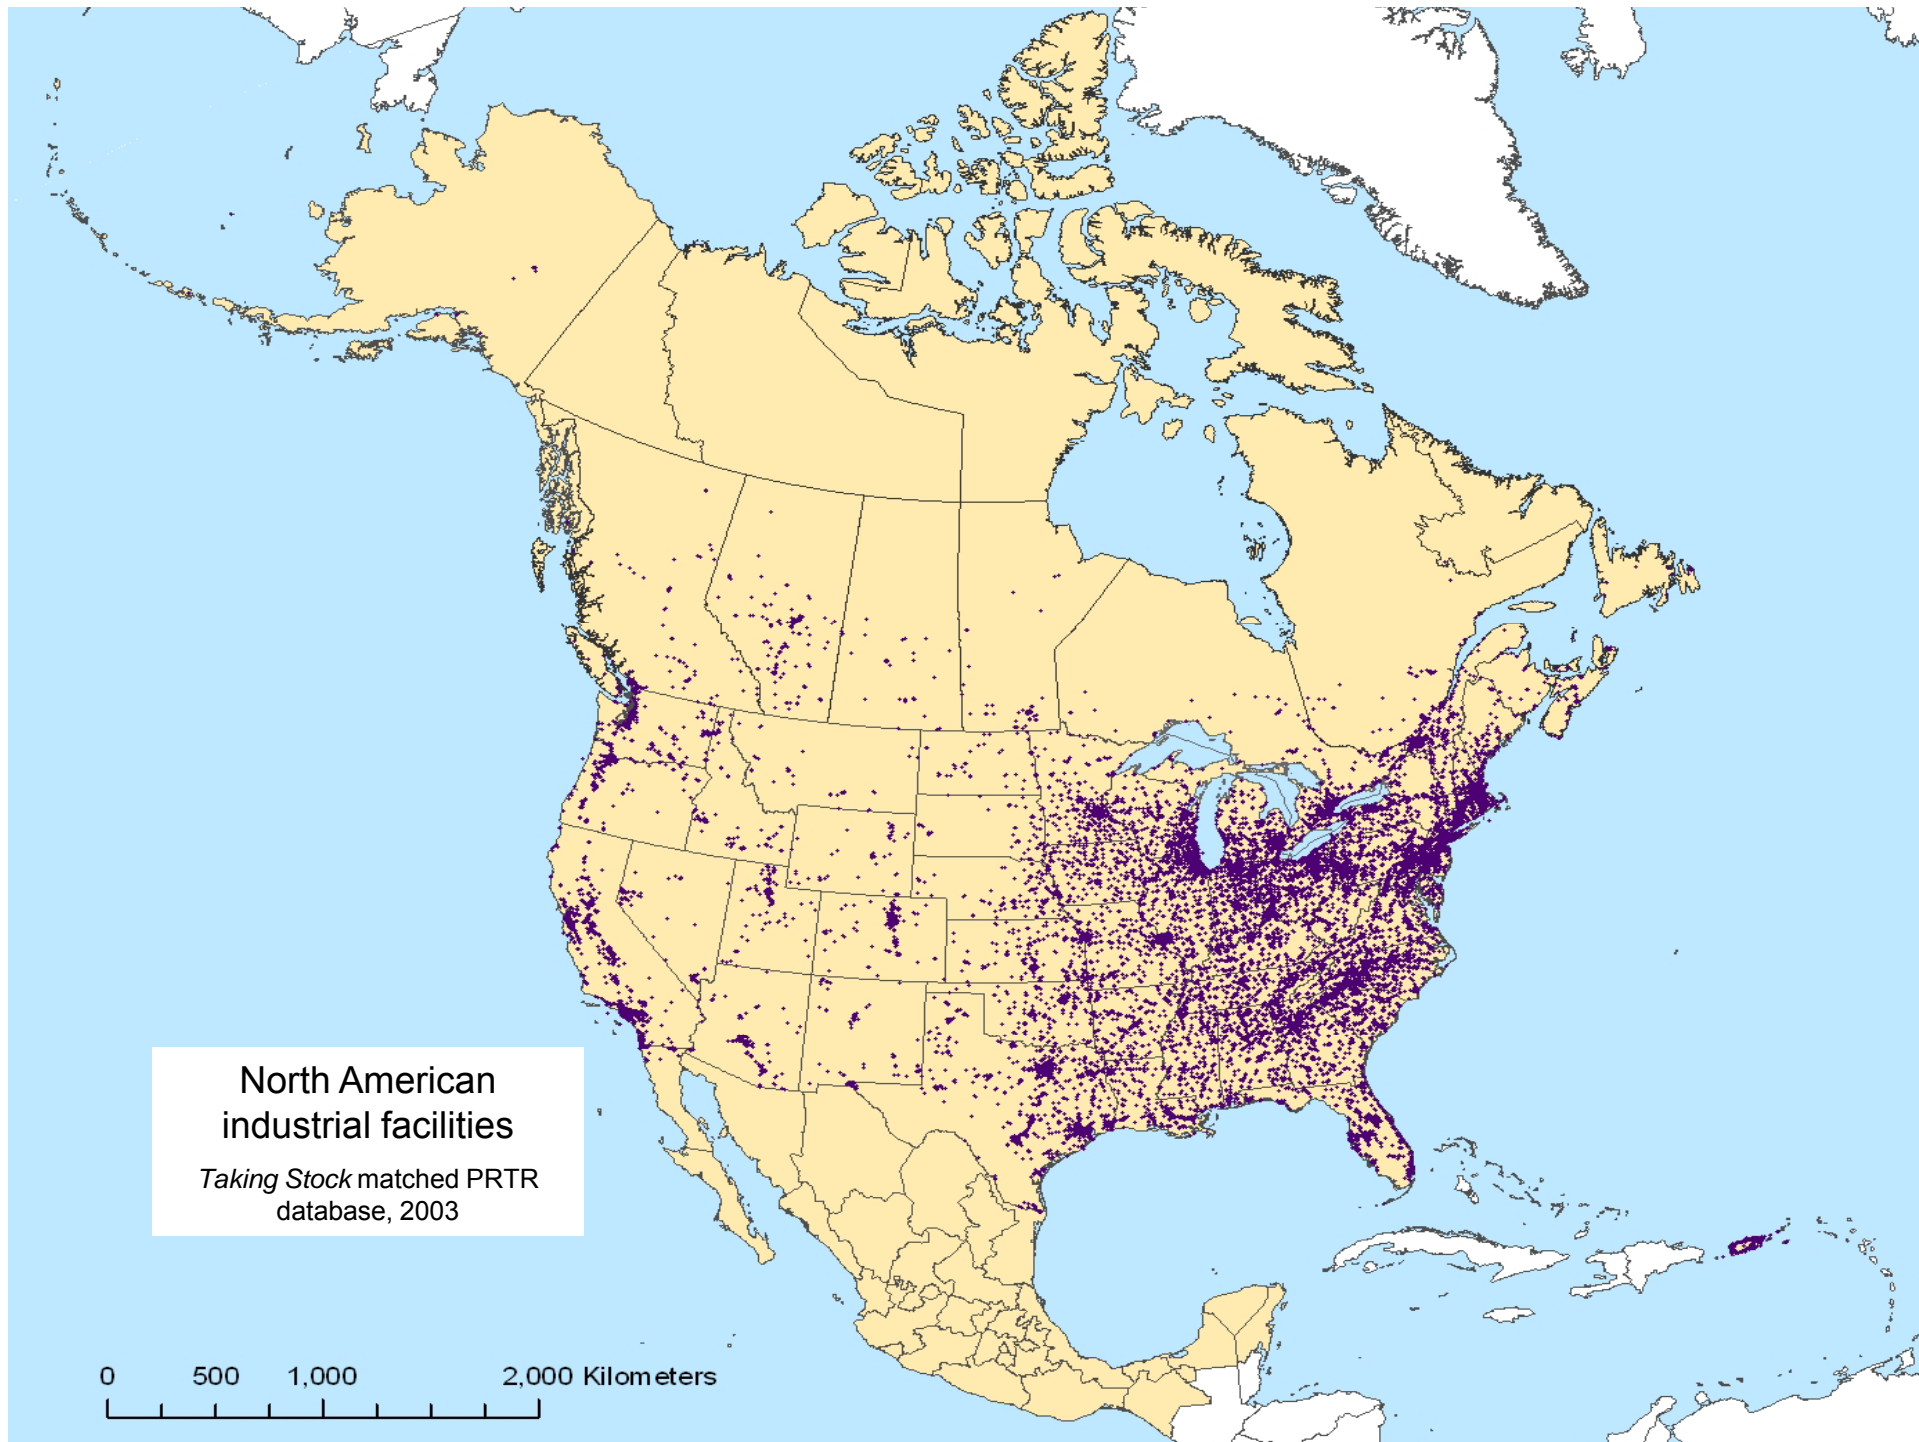 North American
industrial facilities
Taking Stock matched PRTR
database, 2003
0 500 1,000 2,000 Kilometers